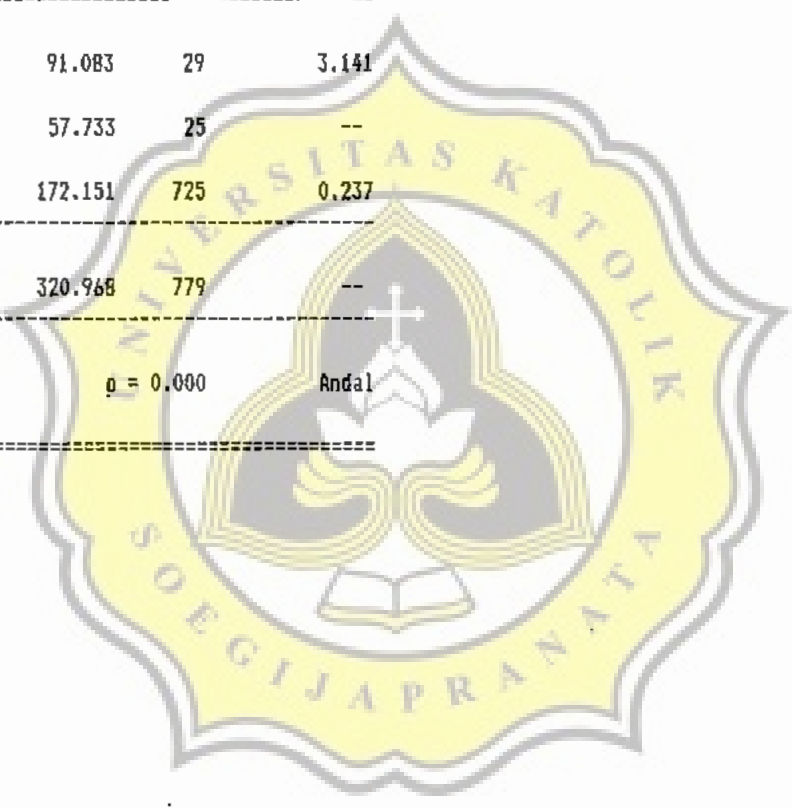 91.083 29 3.141
57.733 25 --
172.151 725 0.237
320.968 779 --
p = 0.000 Andal
UNIVERSITAS KATOLIK
SOEGIJAPRANATA